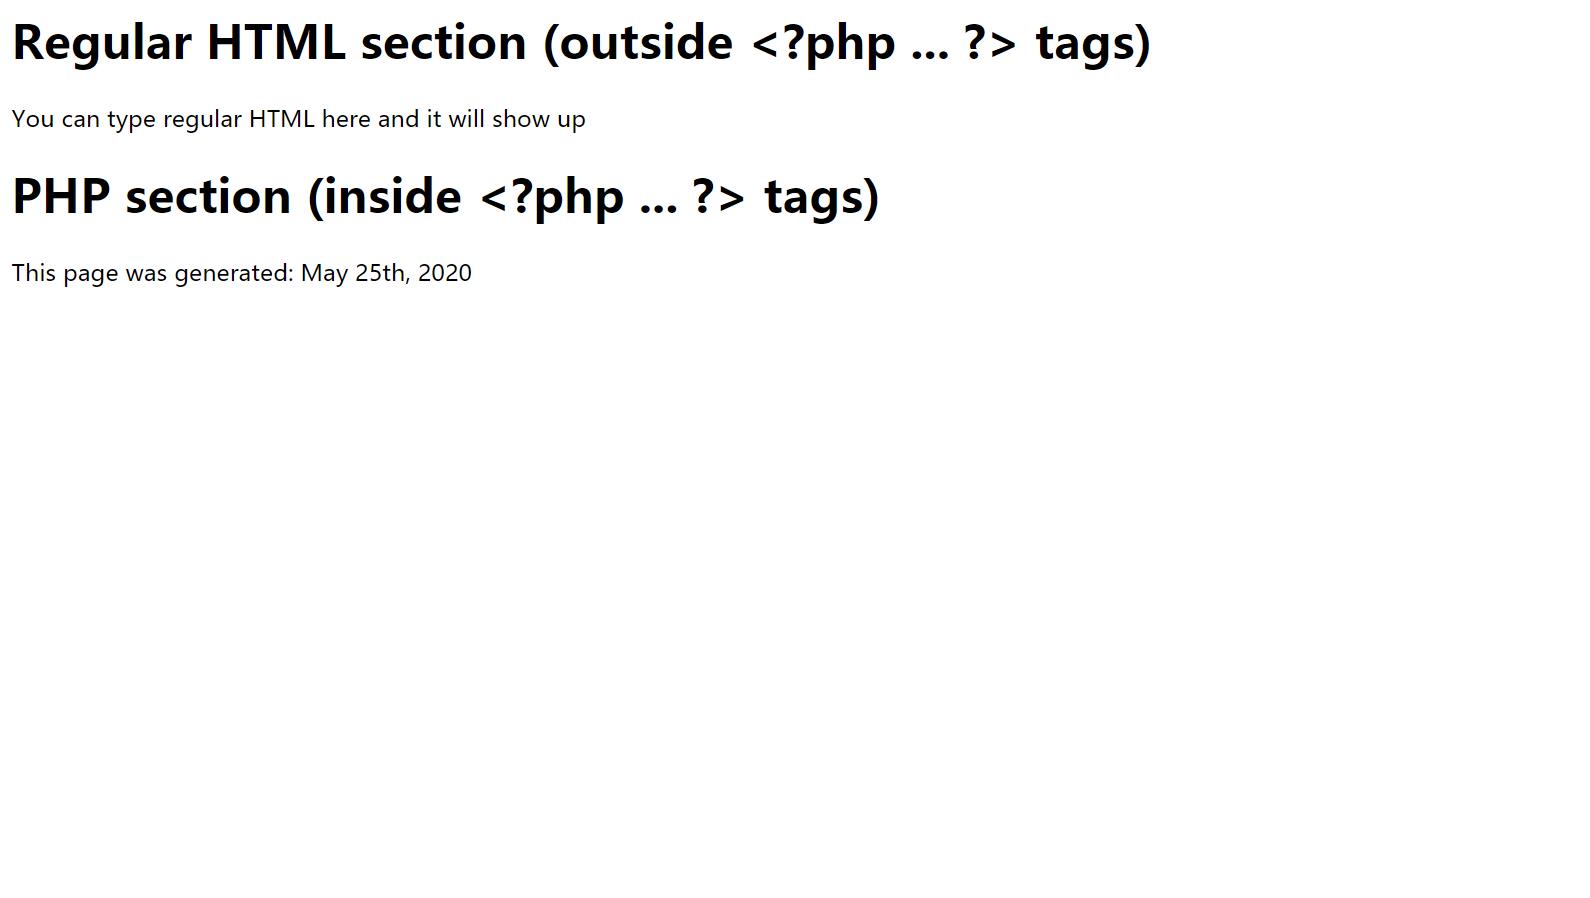 Regular HTML section (outside <?php ... ?> tags)
You can type regular HTML here and it will show up
PHP section (inside <?php ... ?> tags)
This page was generated: May 25th, 2020